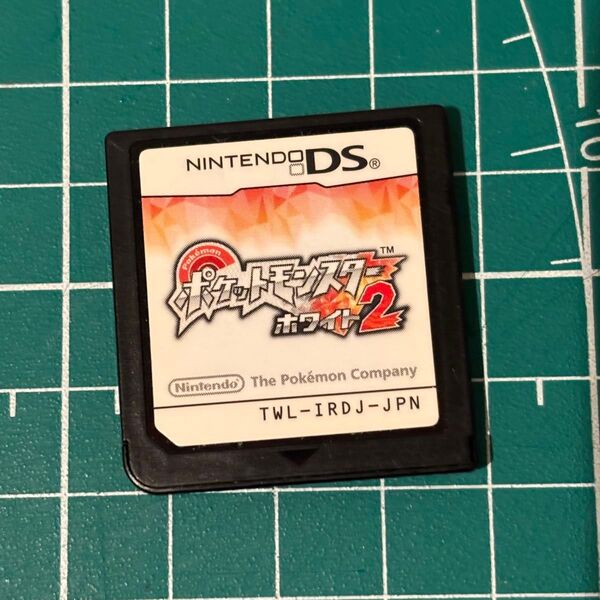 NINTENDO DS®
Pokémon
ポケットモンスター™
ホワイト2
Nintendo The Pokémon Company
TWL-IRDJ-JPN
10